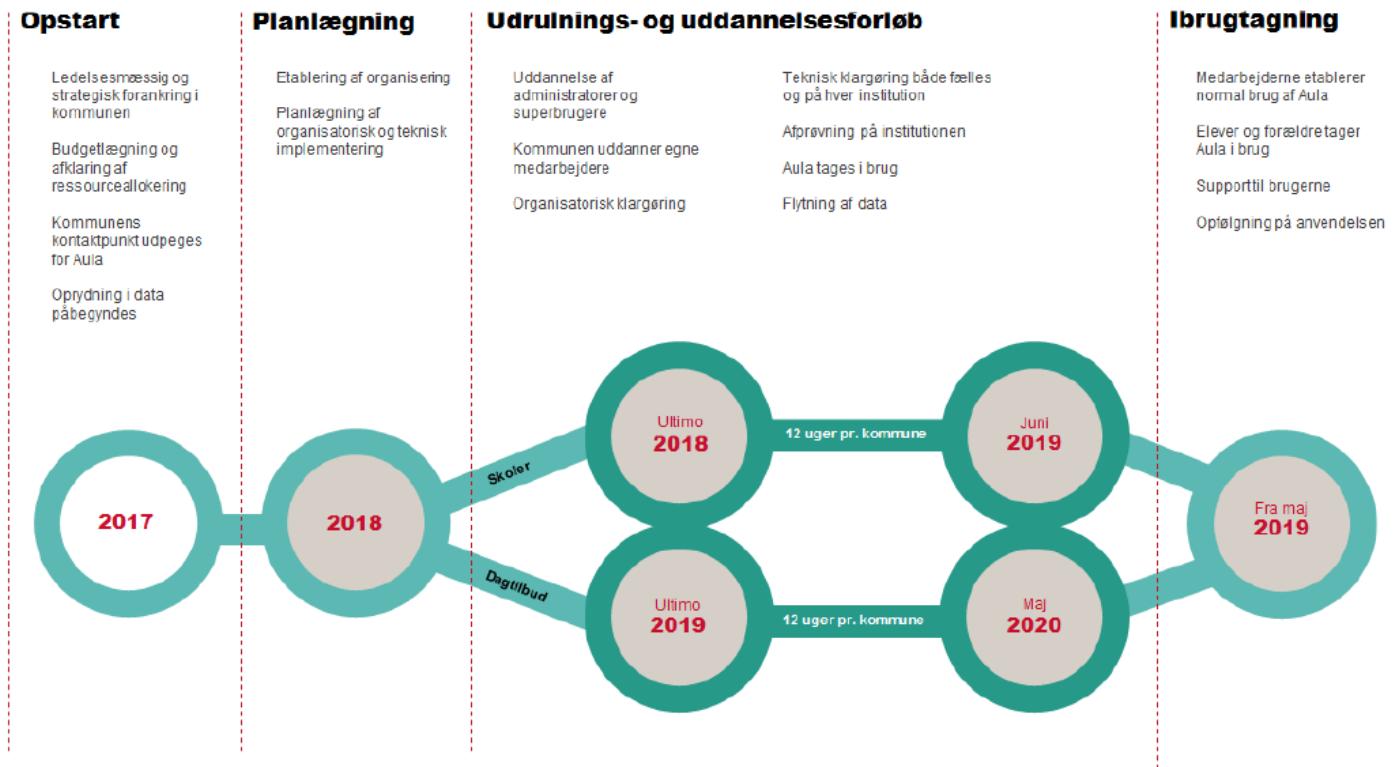 Opstart
Ledelsesmæssig og
strategisk forankring i
kommunen
Budgetlægning og
afklaring af
ressourceallokering
Kommunens
kontaktpunkt udpeges
for Aula
Oprydning i data
påbegyndes
Planlægning
Etablering af organisering
Planlægning af
organisatorisk og teknisk
implementering
Udrulnings- og uddannelsesforløb
Uddannelse af
administratorer og
superbrugere
Kommunen uddanner egne
medarbejdere
Organisatorisk klargøring
Teknisk klargøring både fælles
og på hver institution
Afprøvning på institutionen
Aula tages i brug
Flytning af data
Ibrugtagning
Medarbejderne etablerer
normal brug af Aula
Elever og forældre tager
Aula i brug
Support til brugerne
Opfølgning på anvendelsen
2017
2018
Skoler
Ultimo
2018
12 uger pr. kommune
Juni
2019
Dagtilbud
Ultimo
2019
12 uger pr. kommune
Maj
2020
Fra maj
2019